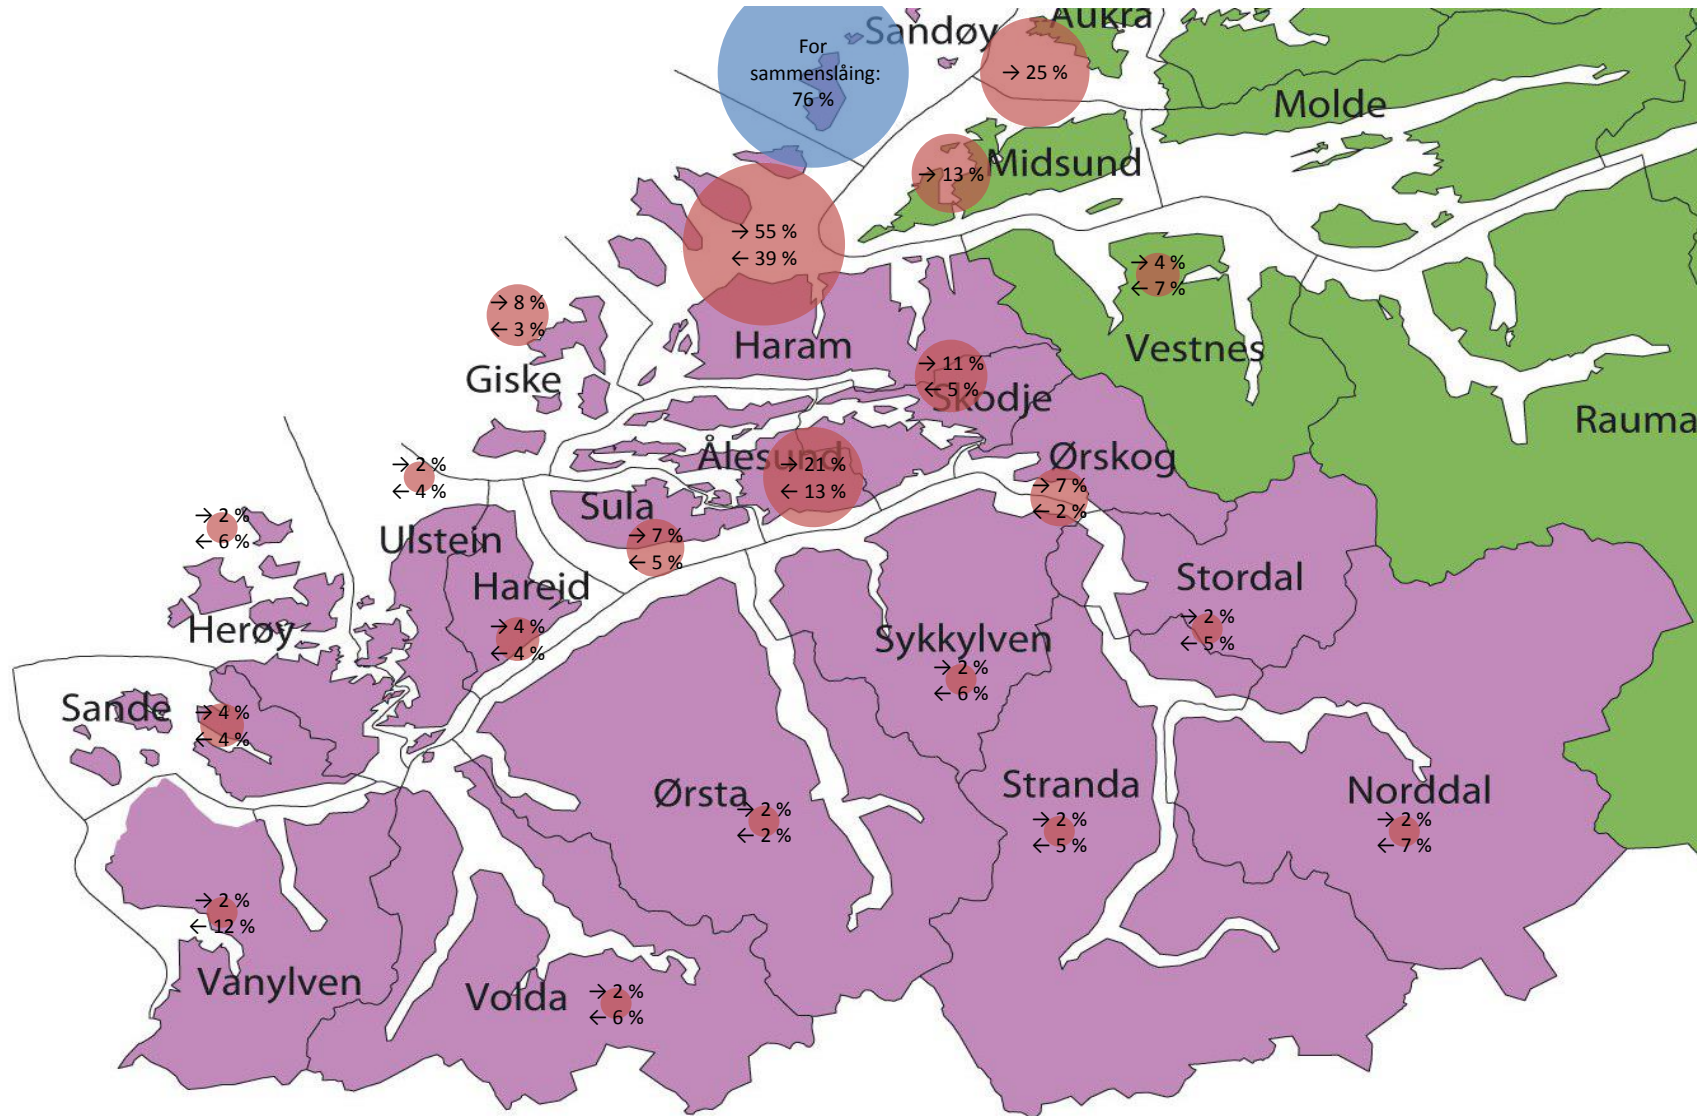 Sandøy
Aukra
For
sammenslåing:
76 %
→ 25 %
Molde
Midsund
→ 13 %
→ 55 %
← 39 %
→ 4 %
← 7 %
→ 8 %
← 3 %
Haram
Vestnes
Giske
→ 11 %
← 5 %
Skodje
Rauma
Ålesund
→ 21 %
← 13 %
Ørskog
→ 7 %
← 2 %
→ 2 %
← 4 %
Sula
→ 7 %
← 5 %
→ 2 %
← 6 %
Ulstein
Hareid
→ 4 %
← 4 %
Stordal
→ 2 %
← 5 %
Herøy
Sykkylven
→ 2 %
← 6 %
Sande
→ 4 %
← 4 %
Ørsta
→ 2 %
← 2 %
Stranda
→ 2 %
← 5 %
Norddal
→ 2 %
← 7 %
→ 2 %
← 12 %
Vanylven
Volda
→ 2 %
← 6 %